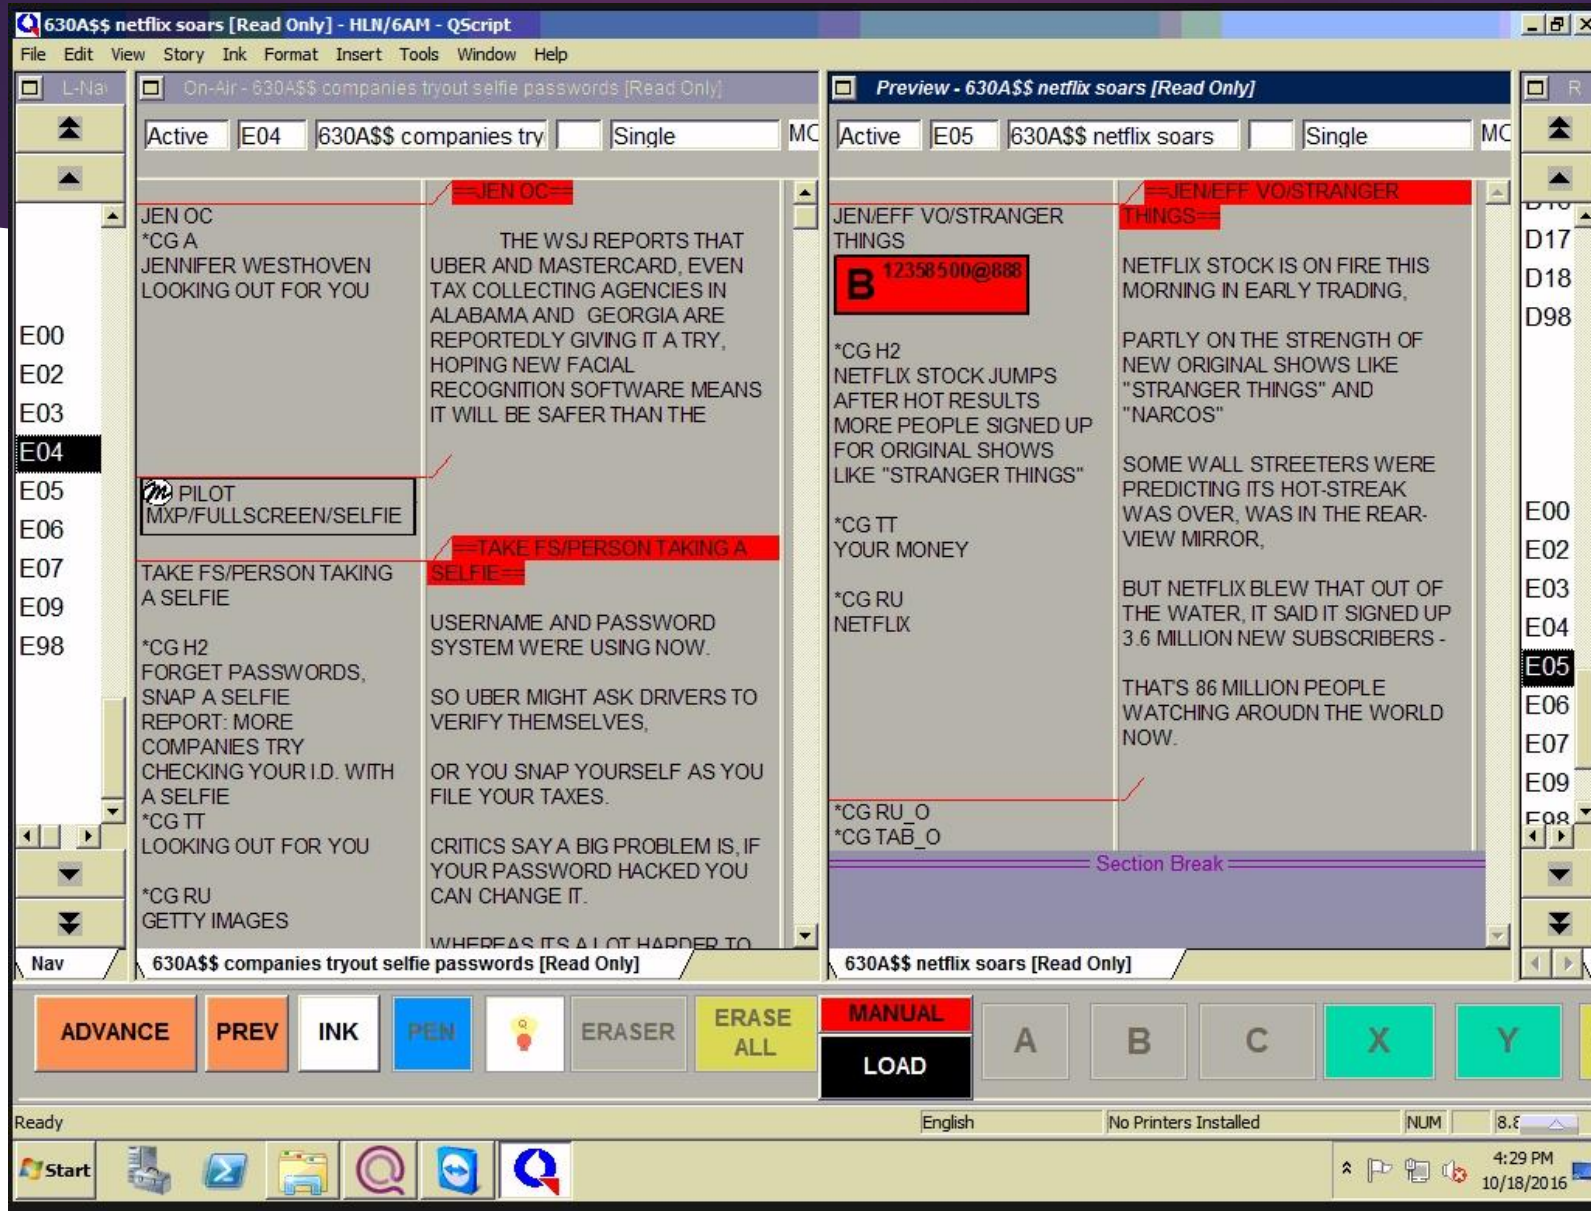 630A$$ netflix soars [Read Only] - HLN/6AM - QScript
File Edit View Story Ink Format Insert Tools Window Help
L-Nav
E00
E02
E03
E04
E05
E06
E07
E09
E98
Nav
On-Air - 630A$$ companies tryout selfie passwords [Read Only]
Active E04 630A$$ companies try Single MO
JEN OC
*CG A
JENNIFER WESTHOVEN
LOOKING OUT FOR YOU
PILOT
MXP/FULLSCREEN/SELFIE
TAKE FS/PERSON TAKING
A SELFIE
*CG H2
FORGET PASSWORDS,
SNAP A SELFIE
REPORT: MORE
COMPANIES TRY
CHECKING YOUR I.D. WITH
A SELFIE
*CG TT
LOOKING OUT FOR YOU
*CG RU
GETTY IMAGES
==JEN OC==
THE WSJ REPORTS THAT
UBER AND MASTERCARD, EVEN
TAX COLLECTING AGENCIES IN
ALABAMA AND GEORGIA ARE
REPORTEDLY GIVING IT A TRY,
HOPING NEW FACIAL
RECOGNITION SOFTWARE MEANS
IT WILL BE SAFER THAN THE
==TAKE FS/PERSON TAKING A
SELFIE==
USERNAME AND PASSWORD
SYSTEM WE'RE USING NOW.
SO UBER MIGHT ASK DRIVERS TO
VERIFY THEMSELVES,
OR YOU SNAP YOURSELF AS YOU
FILE YOUR TAXES.
CRITICS SAY A BIG PROBLEM IS, IF
YOUR PASSWORD HACKED YOU
CAN CHANGE IT.
WHEREAS ITS A LOT HARDER TO
630A$$ companies tryout selfie passwords [Read Only]
Preview - 630A$$ netflix soars [Read Only]
Active E05 630A$$ netflix soars Single MO
JEN/EFF VO/STRANGER
THINGS
B 12358500@888
*CG H2
NETFLIX STOCK JUMPS
AFTER HOT RESULTS
MORE PEOPLE SIGNED UP
FOR ORIGINAL SHOWS
LIKE "STRANGER THINGS"
*CG TT
YOUR MONEY
*CG RU
NETFLIX
*CG RU_O
*CG TAB_O
==JEN/EFF VO/STRANGER
THINGS==
NETFLIX STOCK IS ON FIRE THIS
MORNING IN EARLY TRADING,
PARTLY ON THE STRENGTH OF
NEW ORIGINAL SHOWS LIKE
"STRANGER THINGS" AND
"NARCOS"
SOME WALL STREETERS WERE
PREDICTING ITS HOT-STREAK
WAS OVER, WAS IN THE REAR-
VIEW MIRROR,
BUT NETFLIX BLEW THAT OUT OF
THE WATER, IT SAID IT SIGNED UP
3.6 MILLION NEW SUBSCRIBERS -
THAT'S 86 MILLION PEOPLE
WATCHING AROUDN THE WORLD
NOW.
Section Break
630A$$ netflix soars [Read Only]
R
D16
D17
D18
D98
E00
E02
E03
E04
E05
E06
E07
E09
E98
ADVANCE PREV INK PEN ERASER ERASE ALL MANUAL LOAD A B C X Y
Ready English No Printers Installed NUM 8.8
Start
4:29 PM
10/18/2016